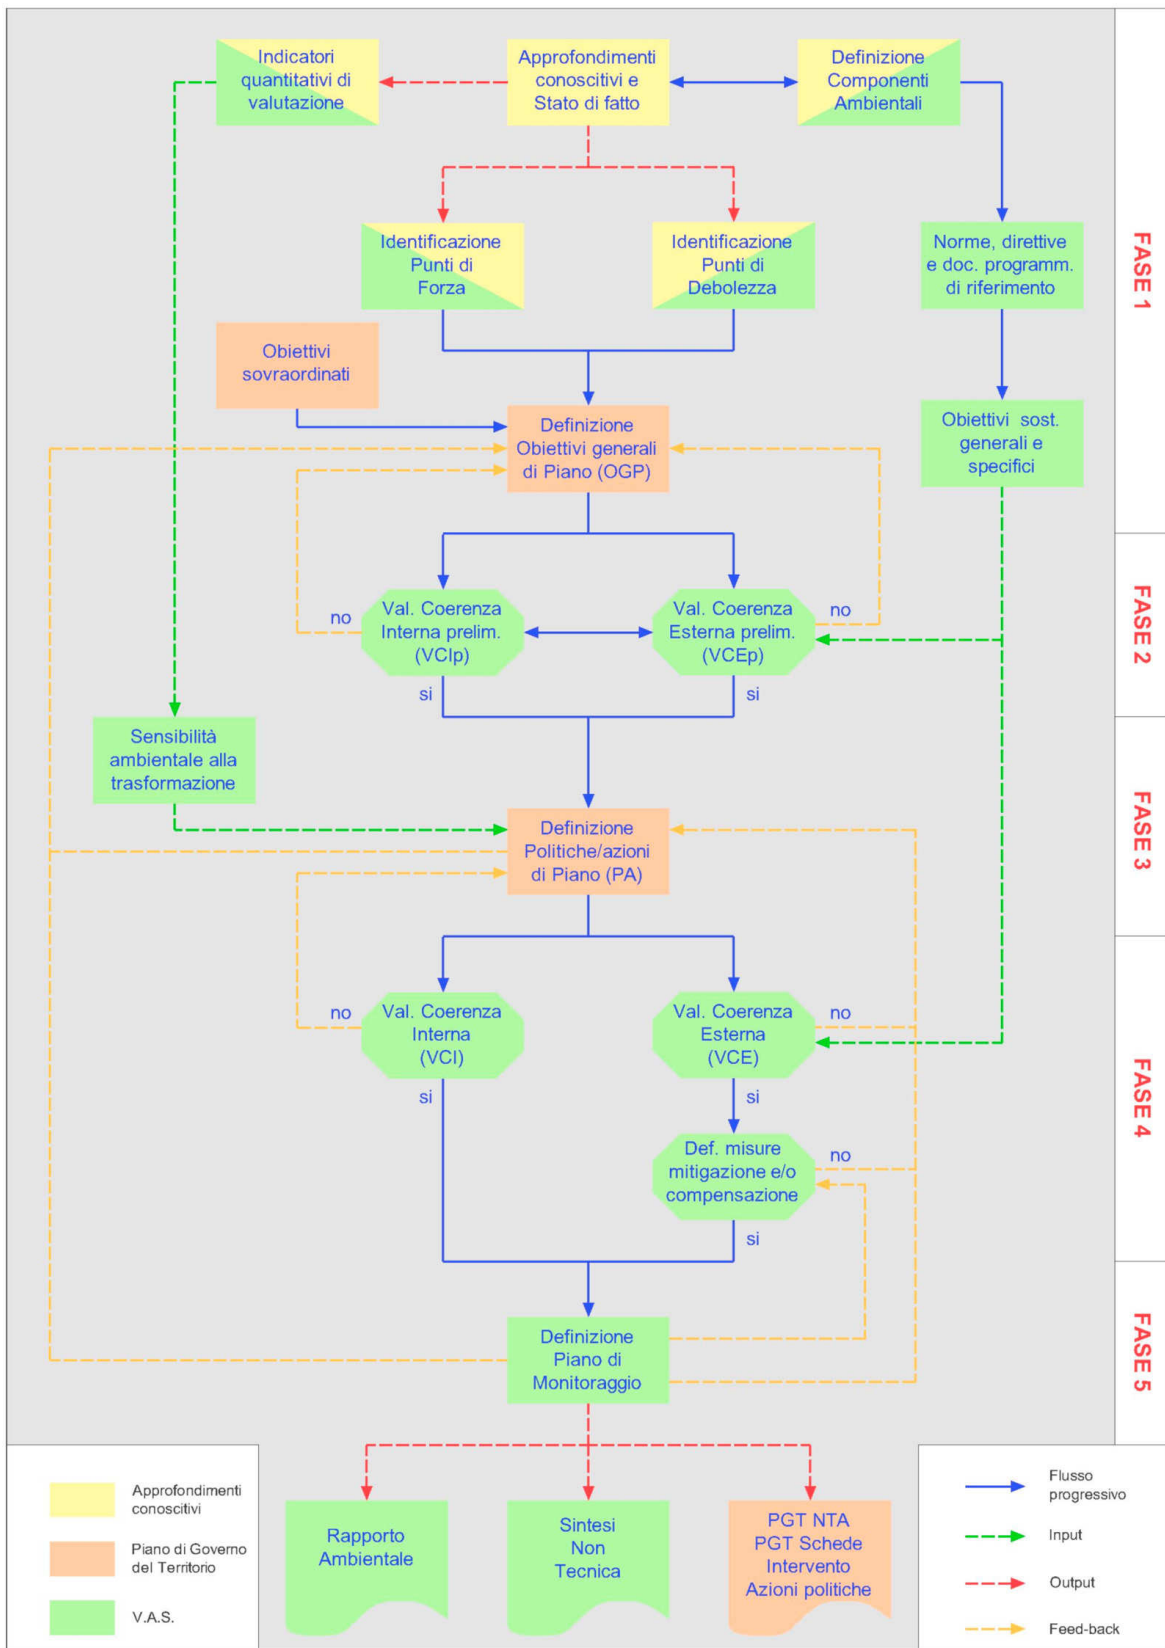 Indicatori
quantitativi di
valutazione
Approfondimenti
conoscitivi e
Stato di fatto
Definizione
Componenti
Ambientali
Identificazione
Punti di
Forza
Identificazione
Punti di
Debolezza
Norme, direttive
e doc. programm.
di riferimento
FASE 1
Obiettivi
sovraordinati
Definizione
Obiettivi generali
di Piano (OGP)
Obiettivi sost.
generali e
specifici
no
Val. Coerenza
Interna prelim.
(VCIp)
si
Val. Coerenza
Esterna prelim.
(VCEp)
no
si
FASE 2
Sensibilità
ambientale alla
trasformazione
Definizione
Politiche/azioni
di Piano (PA)
FASE 3
no
Val. Coerenza
Interna
(VCI)
si
Val. Coerenza
Esterna
(VCE)
no
si
Def. misure
mitigazione e/o
compensazione
no
si
FASE 4
Definizione
Piano di
Monitoraggio
FASE 5
Rapporto
Ambientale
Sintesi
Non
Tecnica
PGT NTA
PGT Schede
Intervento
Azioni politiche
Approfondimenti
conoscitivi
Piano di Governo
del Territorio
V.A.S.
Flusso
progressivo
Input
Output
Feed-back